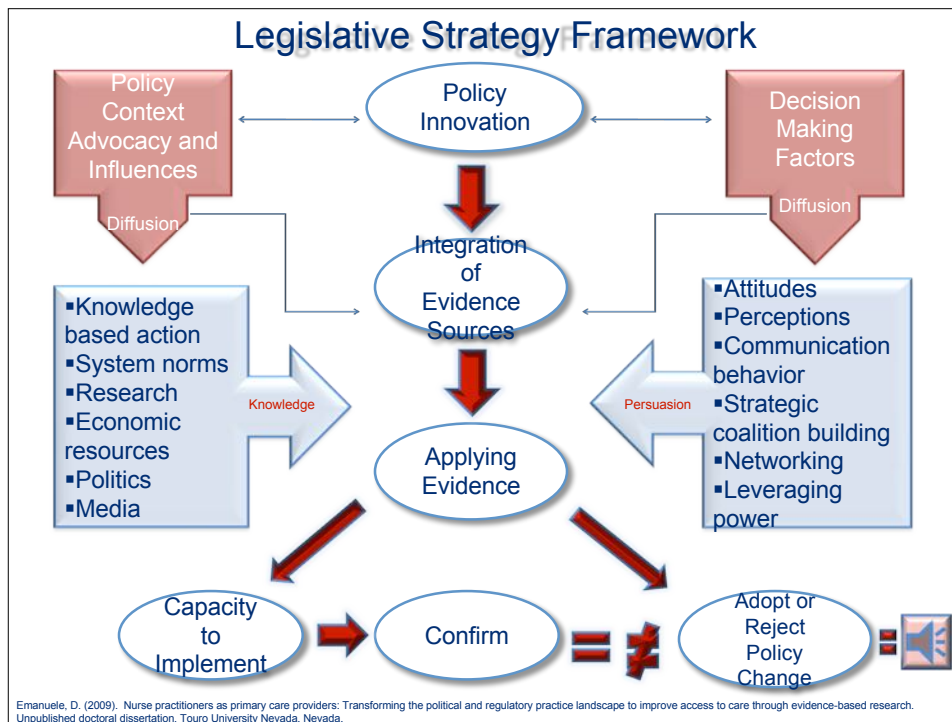 Legislative Strategy Framework
Policy
Context
Advocacy and
Influences
Diffusion
Policy
Innovation
Decision
Making
Factors
Diffusion
Integration
of
Evidence
Sources
▪Knowledge
based action
▪System norms
▪Research
▪Economic
resources
▪Politics
▪Media
Knowledge
Persuasion
▪Attitudes
▪Perceptions
▪Communication
behavior
▪Strategic
coalition building
▪Networking
▪Leveraging
power
Applying
Evidence
Capacity
to
Implement
Confirm
= ≠
Adopt or
Reject
Policy
Change
=
Emanuele, D. (2009). Nurse practitioners as primary care providers: Transforming the political and regulatory practice landscape to improve access to care through evidence-based research.
Unpublished doctoral dissertation. Touro University Nevada, Nevada.